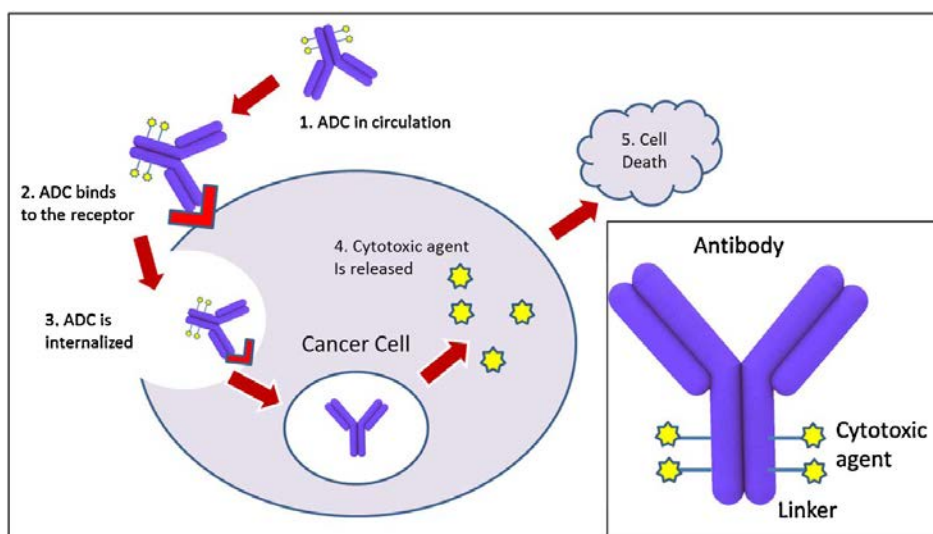 1. ADC in circulation
2. ADC binds
to the receptor
3. ADC is
internalized
4. Cytotoxic agent
Is released
Cancer Cell
5. Cell
Death
Antibody
Cytotoxic
agent
Linker